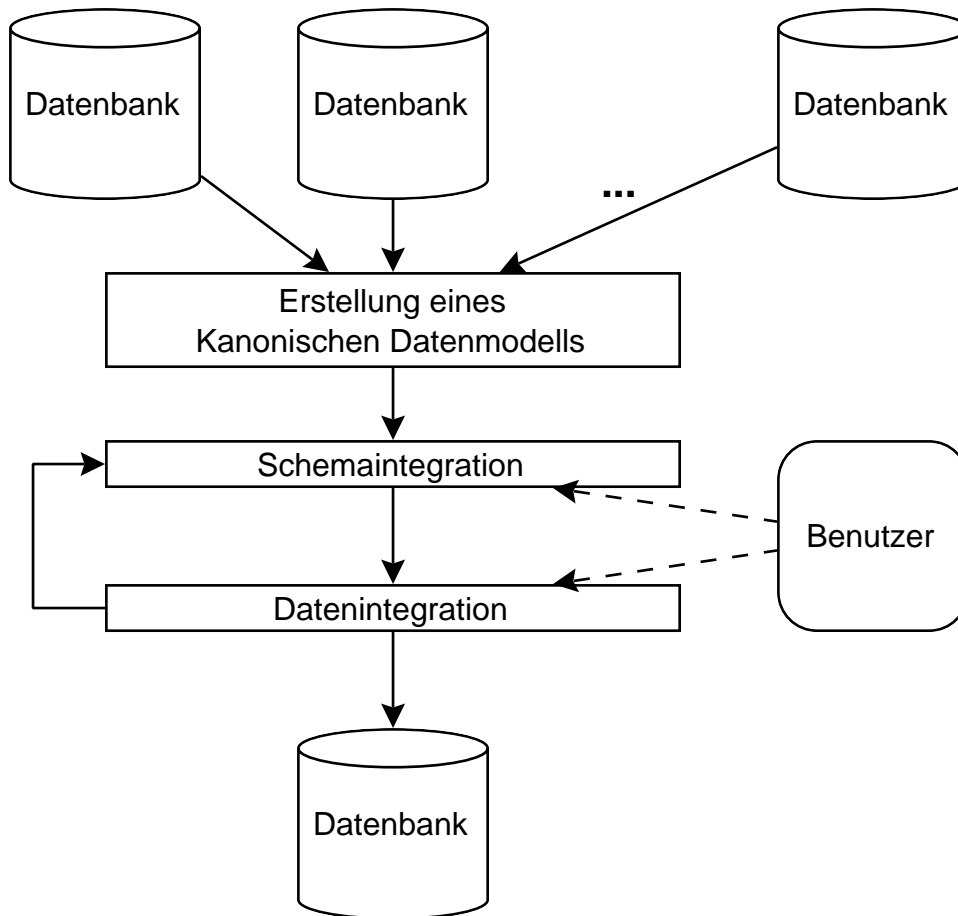 Datenbank
Datenbank
Datenbank
...
Erstellung eines
Kanonischen Datenmodells
Schemaintegration
Benutzer
Datenintegration
Datenbank